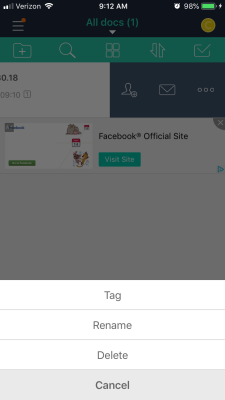 Verizon 9:12 AM 98%
All docs (1)
0.18
09:10 1
Facebook® Official Site
Visit Site
Tag
Rename
Delete
Cancel